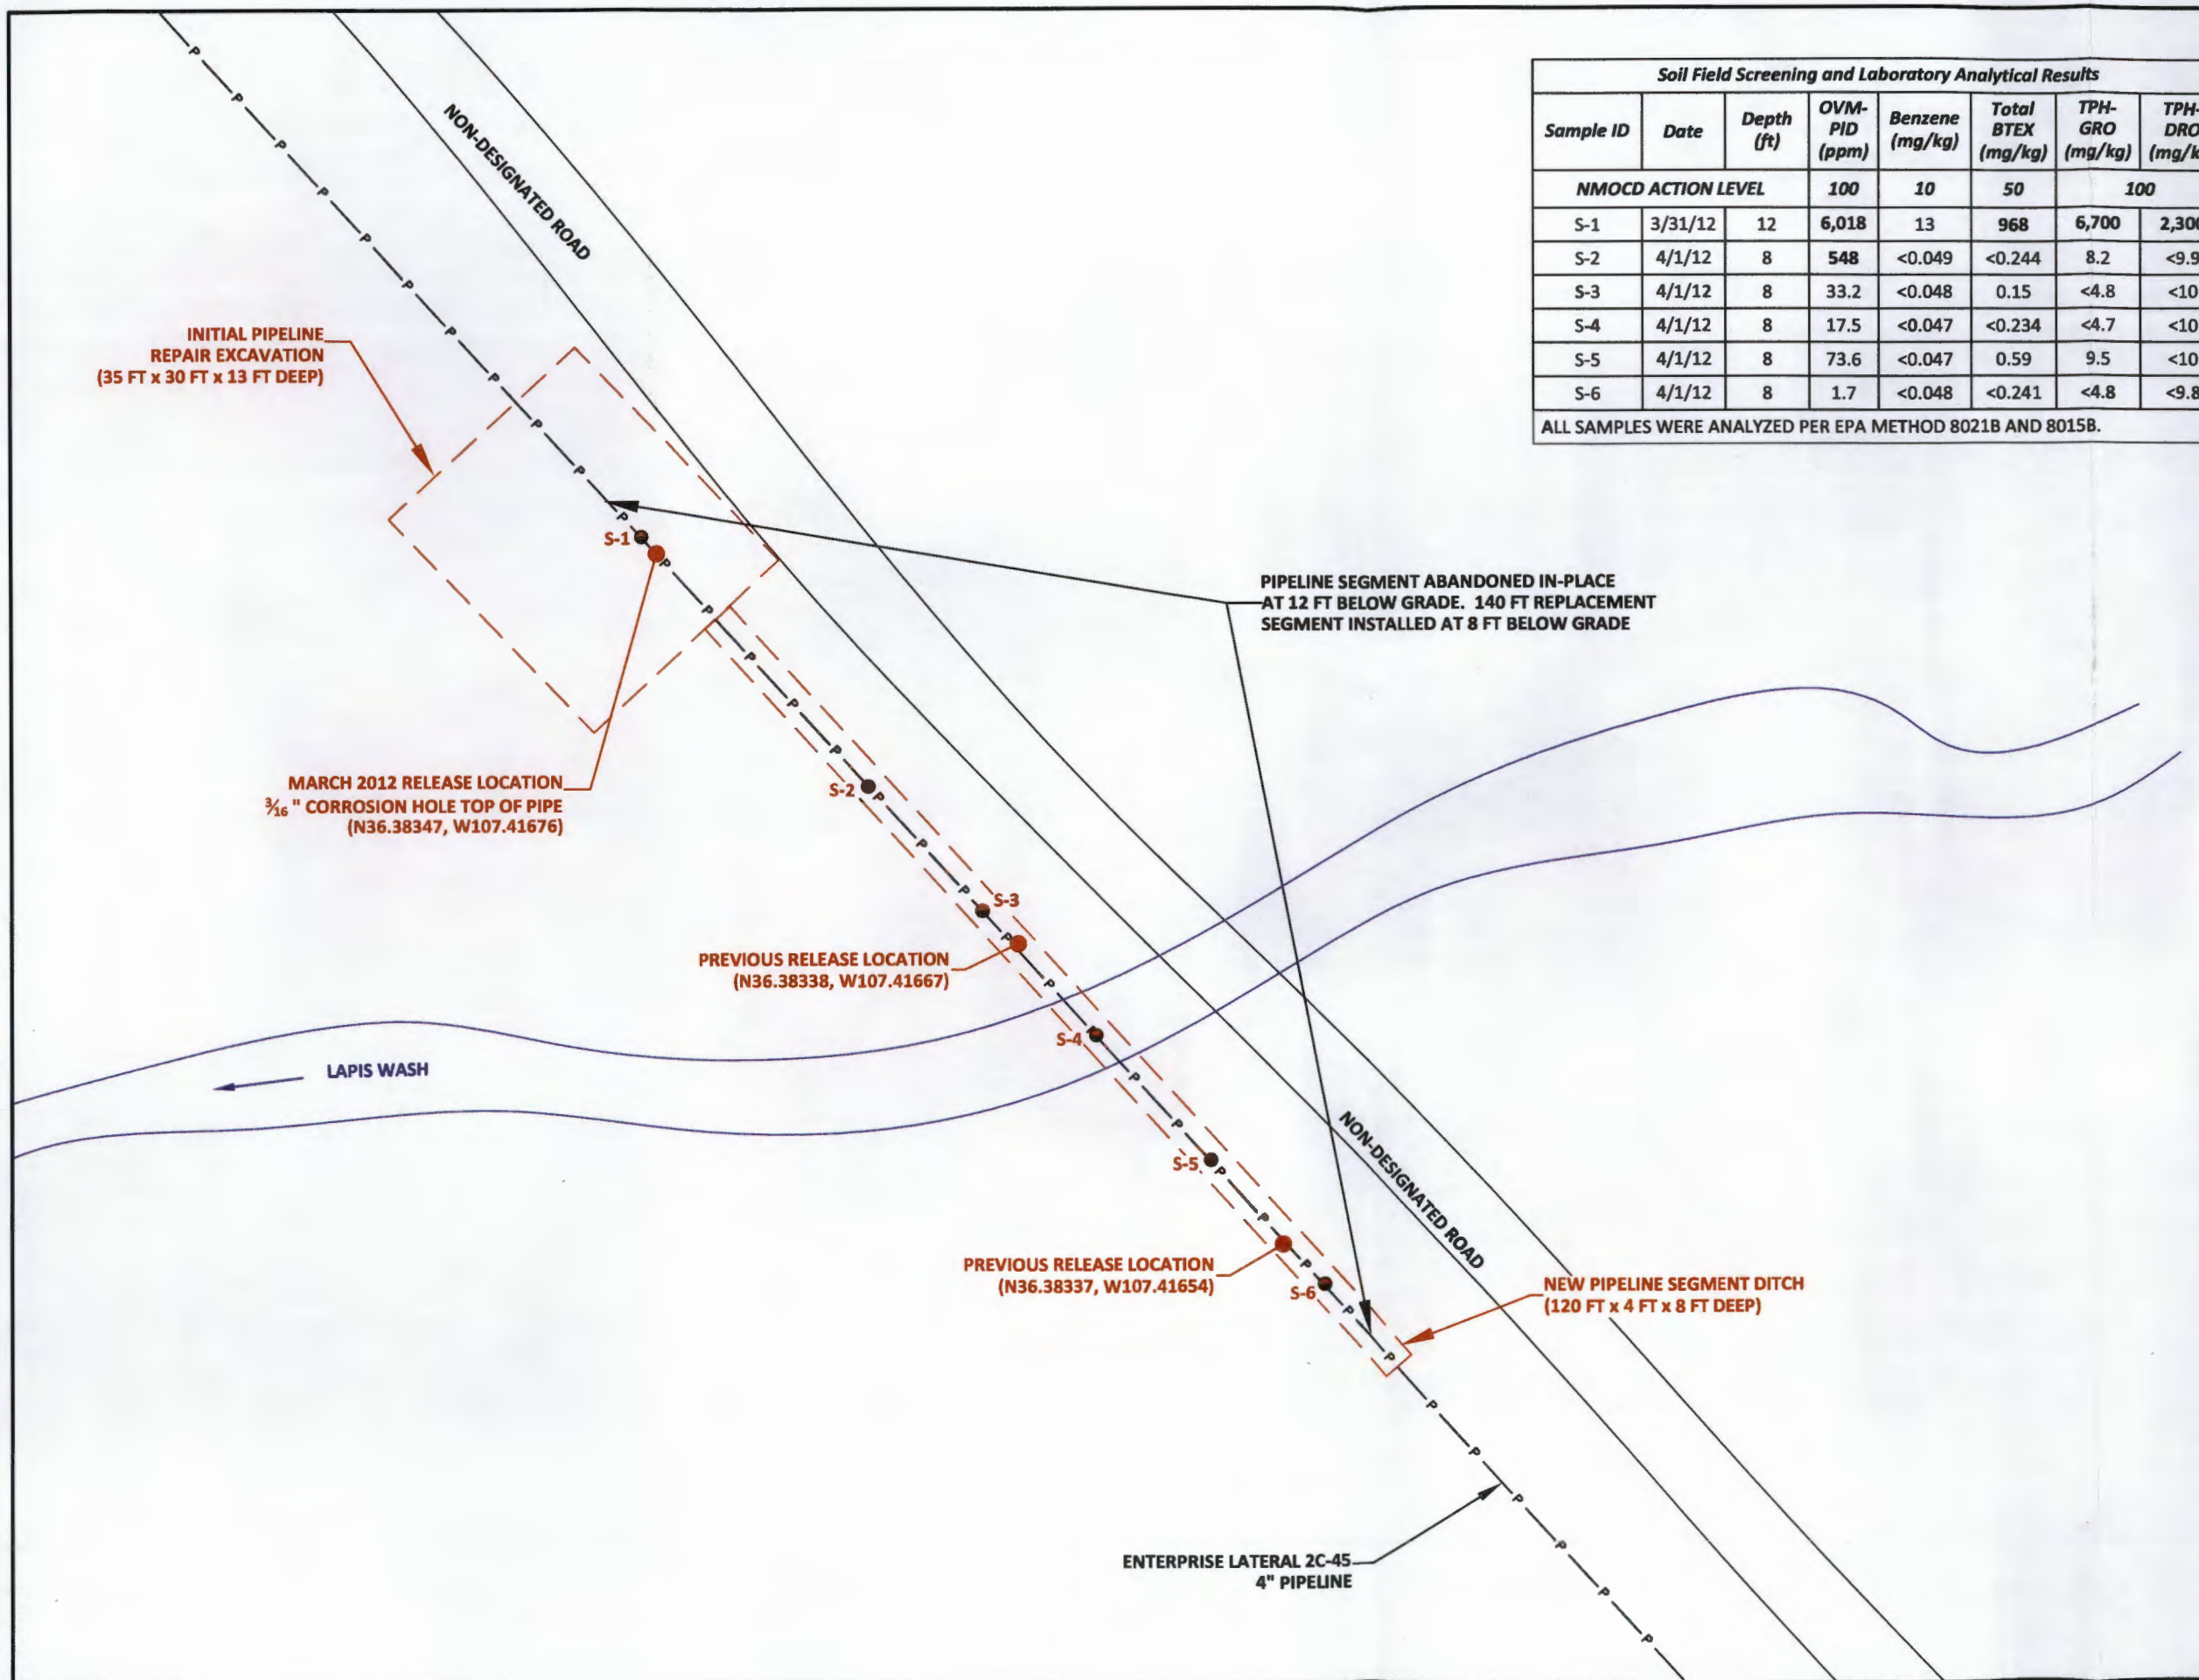 Soil Field Screening and Laboratory Analytical Results
Sample ID Date Depth (ft) OVM-PID (ppm) Benzene (mg/kg) Total BTEX (mg/kg) TPH-GRO (mg/kg) TPH-DRO (mg/k
NMOCD ACTION LEVEL 100 10 50 100
S-1 3/31/12 12 6,018 13 968 6,700 2,300
S-2 4/1/12 8 548 <0.049 <0.244 8.2 <9.9
S-3 4/1/12 8 33.2 <0.048 0.15 <4.8 <10
S-4 4/1/12 8 17.5 <0.047 <0.234 <4.7 <10
S-5 4/1/12 8 73.6 <0.047 0.59 9.5 <10
S-6 4/1/12 8 1.7 <0.048 <0.241 <4.8 <9.8
ALL SAMPLES WERE ANALYZED PER EPA METHOD 8021B AND 8015B.
NON-DESIGNATED ROAD
INITIAL PIPELINE
REPAIR EXCAVATION
(35 FT x 30 FT x 13 FT DEEP)
S-1
PIPELINE SEGMENT ABANDONED IN-PLACE
AT 12 FT BELOW GRADE. 140 FT REPLACEMENT
SEGMENT INSTALLED AT 8 FT BELOW GRADE
MARCH 2012 RELEASE LOCATION
3/16 " CORROSION HOLE TOP OF PIPE
(N36.38347, W107.41676)
S-2
S-3
PREVIOUS RELEASE LOCATION
(N36.38338, W107.41667)
S-4
LAPIS WASH
S-5
NON-DESIGNATED ROAD
PREVIOUS RELEASE LOCATION
(N36.38337, W107.41654)
S-6
NEW PIPELINE SEGMENT DITCH
(120 FT x 4 FT x 8 FT DEEP)
ENTERPRISE LATERAL 2C-45
4" PIPELINE